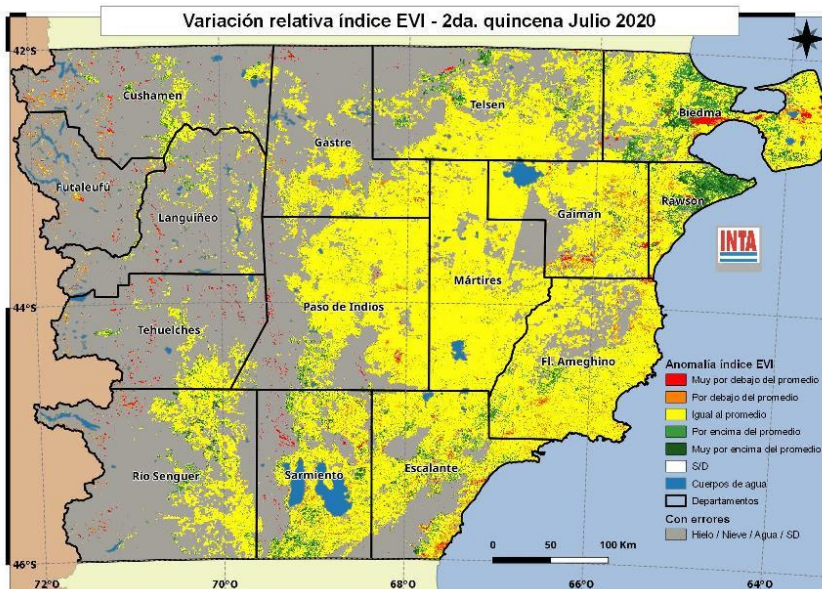 Variación relativa índice EVI - 2da. quincena Julio 2020
42°S
Cushamen
Telsen
Biedma
Gastre
Futaleufú
Languiñeo
Gaiman
Rawson
INTA
44°S
Paso de Indios
Mártires
Tehuelches
Fl. Ameghino
Anomalía índice EVI
Muy por debajo del promedio
Por debajo del promedio
Igual al promedio
Por encima del promedio
Muy por encima del promedio
S/D
Cuerpos de agua
Departamentos
Con errores
Hielo / Nieve / Agua / SD
Río Senguer
Sarmiento
Escalante
0 50 100 Km
46°S
72°O 70°O 68°O 66°O 64°O